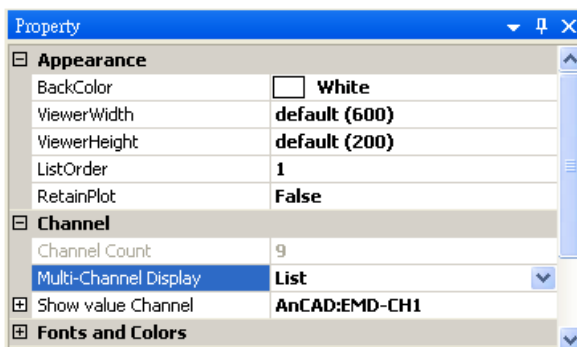 Property
Appearance
BackColor White
ViewerWidth default (600)
ViewerHeight default (200)
ListOrder 1
RetainPlot False
Channel
Channel Count 9
Multi-Channel Display List
Show value Channel AnCAD:EMD-CH1
Fonts and Colors